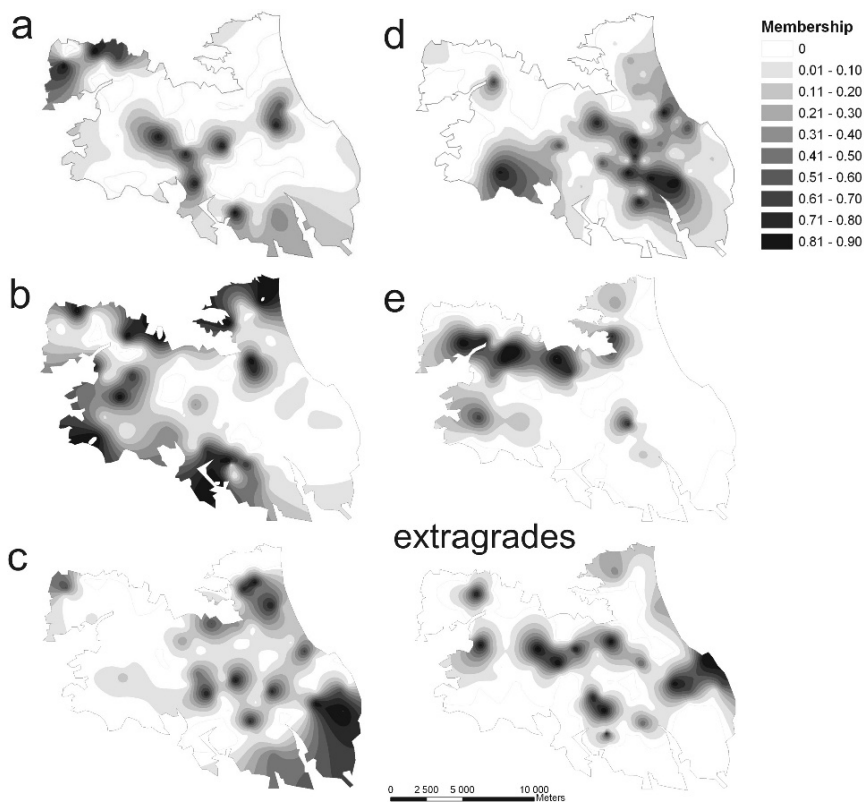 a
d
Membership
0
0.01 - 0.10
0.11 - 0.20
0.21 - 0.30
0.31 - 0.40
0.41 - 0.50
0.51 - 0.60
0.61 - 0.70
0.71 - 0.80
0.81 - 0.90
b
e
c
extragrades
0 2 500 5 000 10 000
Meters